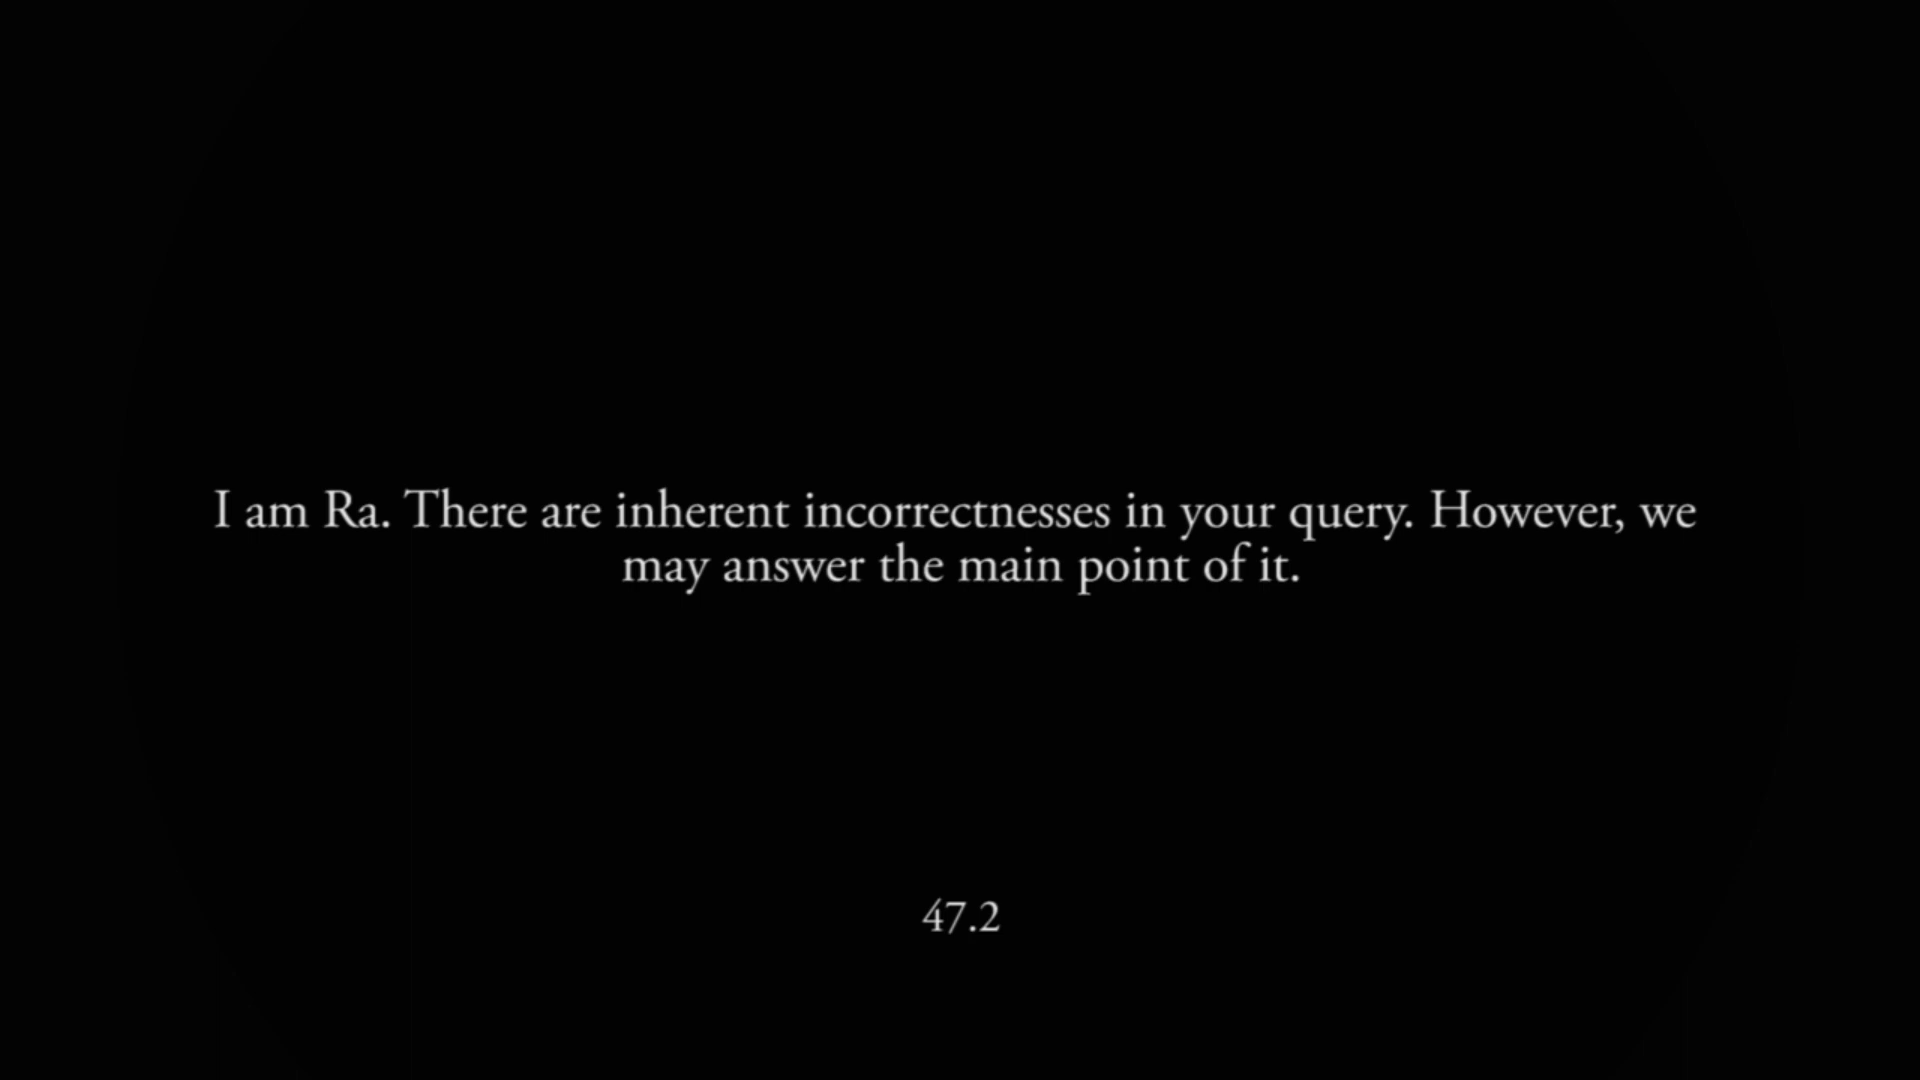 I am Ra. There are inherent incorrectnesses in your query. However, we
may answer the main point of it.
47.2